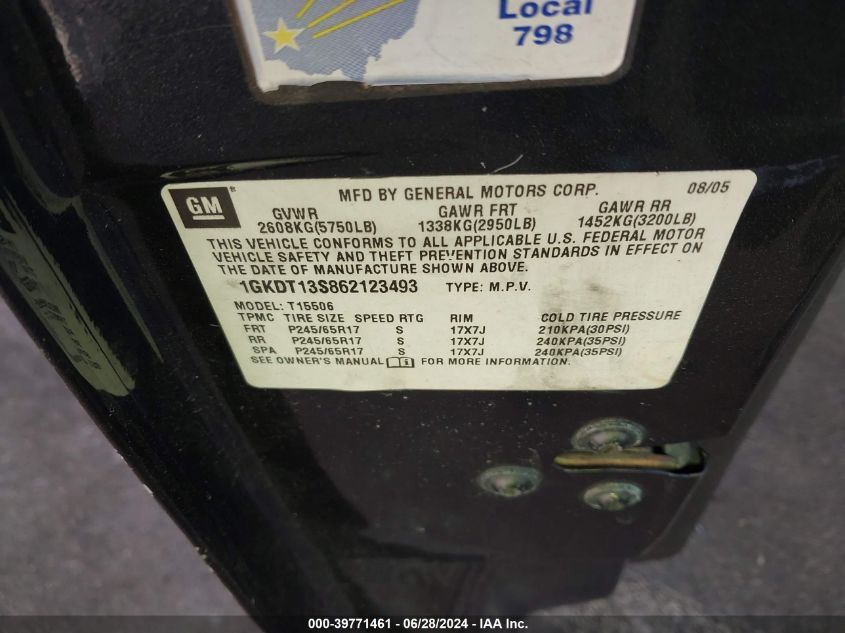 Local
798
GM
MFD BY GENERAL MOTORS CORP. 08/05
GVWR GAWR FRT GAWR RR
2608KG(5750LB) 1338KG(2950LB) 1452KG(3200LB)
THIS VEHICLE CONFORMS TO ALL APPLICABLE U.S. FEDERAL MOTOR
VEHICLE SAFETY AND THEFT PREVENTION STANDARDS IN EFFECT ON
THE DATE OF MANUFACTURE SHOWN ABOVE.
1GKDT13S862123493 TYPE: M.P.V.
MODEL: T15506
TPMC TIRE SIZE SPEED RTG RIM COLD TIRE PRESSURE
FRT P245/65R17 S 17X7J 210KPA(30PSI)
RR P245/65R17 S 17X7J 240KPA(35PSI)
SPA P245/65R17 S 17X7J 240KPA(35PSI)
SEE OWNER'S MANUAL FOR MORE INFORMATION.
000-39771461 / 06/28/2024 - IAA Inc.